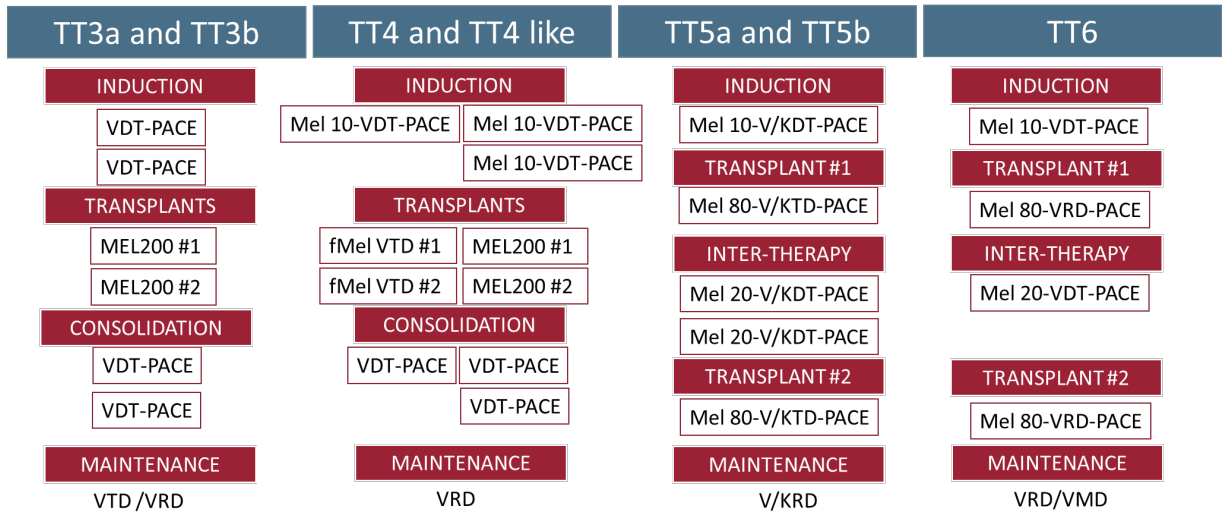 TT3a and TT3b
INDUCTION
VDT-PACE
VDT-PACE
TRANSPLANTS
MEL200 #1
MEL200 #2
CONSOLIDATION
VDT-PACE
VDT-PACE
MAINTENANCE
VTD /VRD
TT4 and TT4 like
INDUCTION
Mel 10-VDT-PACE Mel 10-VDT-PACE
Mel 10-VDT-PACE
TRANSPLANTS
fMel VTD #1 MEL200 #1
fMel VTD #2 MEL200 #2
CONSOLIDATION
VDT-PACE VDT-PACE
VDT-PACE
MAINTENANCE
VRD
TT5a and TT5b
INDUCTION
Mel 10-V/KDT-PACE
TRANSPLANT #1
Mel 80-V/KTD-PACE
INTER-THERAPY
Mel 20-V/KDT-PACE
Mel 20-V/KDT-PACE
TRANSPLANT #2
Mel 80-V/KTD-PACE
MAINTENANCE
V/KRD
TT6
INDUCTION
Mel 10-VDT-PACE
TRANSPLANT #1
Mel 80-VRD-PACE
INTER-THERAPY
Mel 20-VDT-PACE
TRANSPLANT #2
Mel 80-VRD-PACE
MAINTENANCE
VRD/VMD